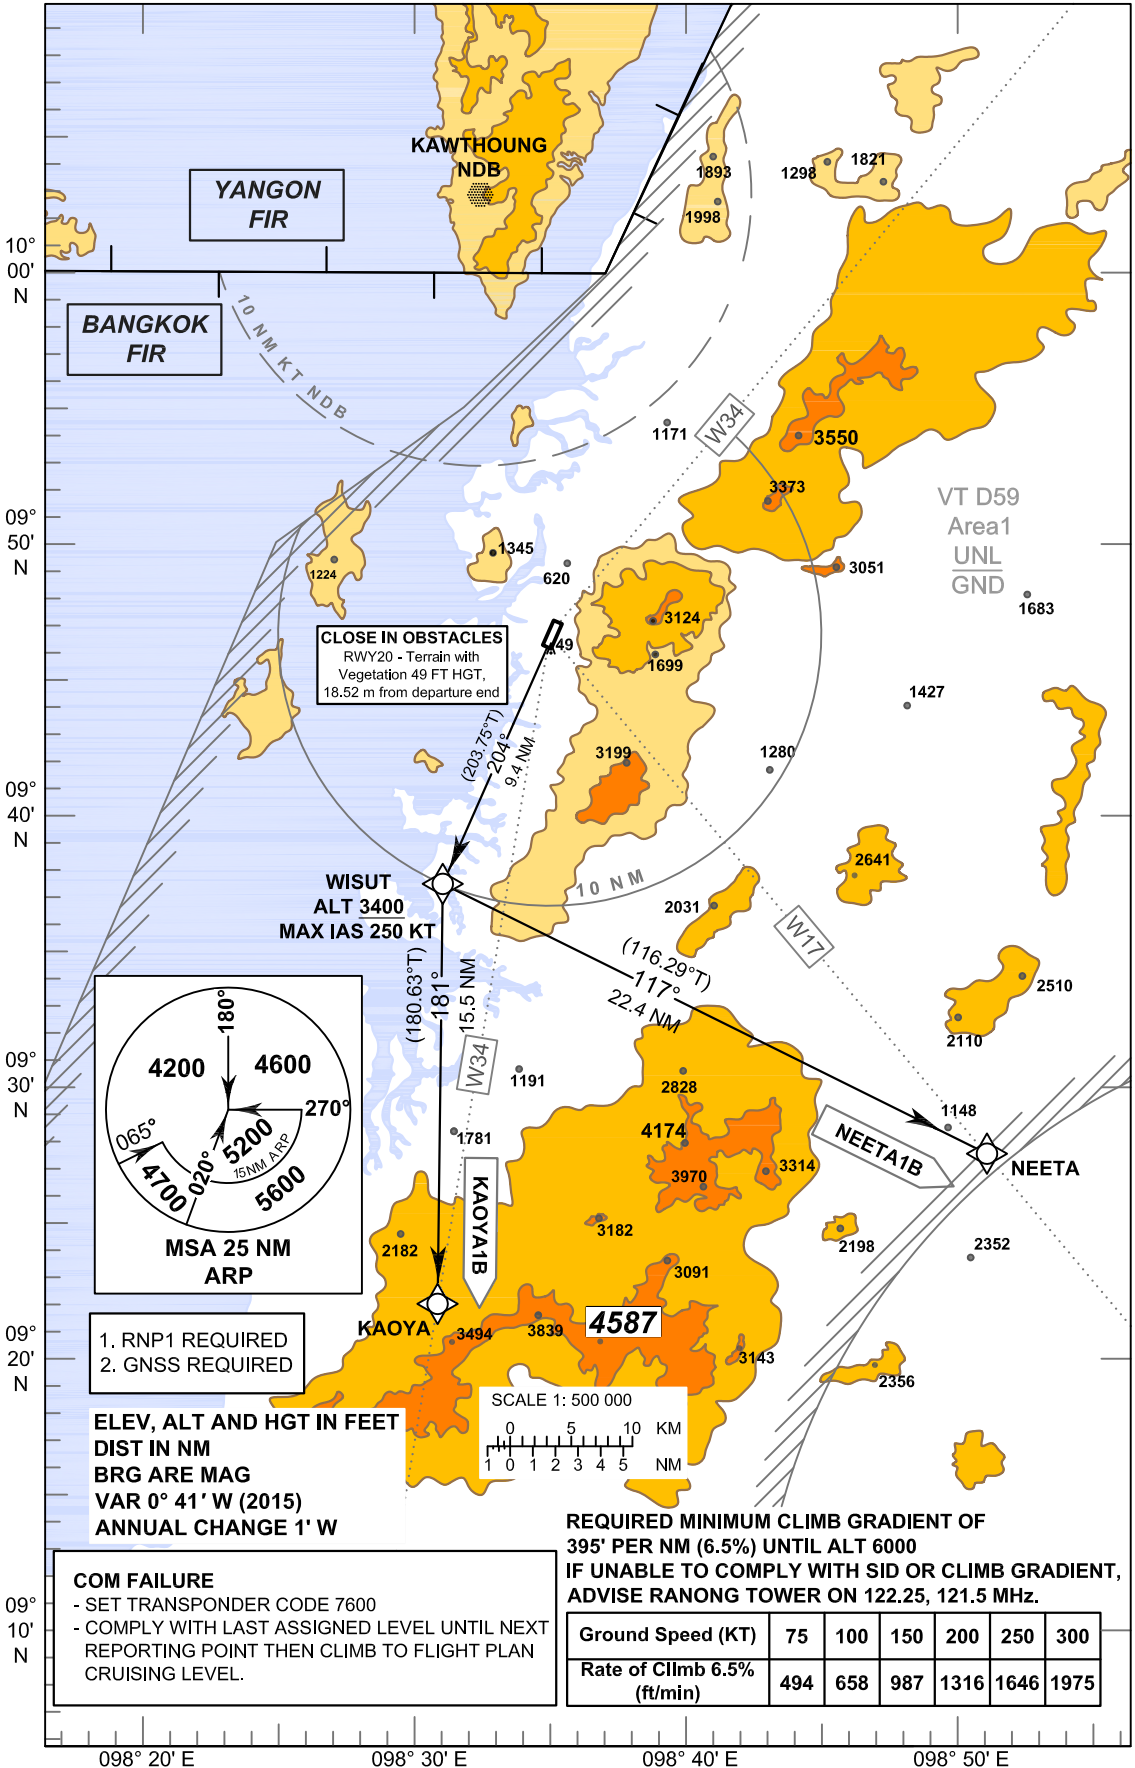 KAWTHOUNG
NDB
YANGON
FIR
BANGKOK
FIR
10 NM KT NDB
1893
1998
1298
1821
10°
00'
N
W34
1171
3550
3373
VT D59
Area1
UNL
GND
09°
50'
N
1224
1345
620
3051
1683
3124
1699
CLOSE IN OBSTACLES
RWY20 - Terrain with
Vegetation 49 FT HGT,
18.52 m from departure end
49
1427
(203.75°T)
204°
9.4 NM
3199
1280
09°
40'
N
WISUT
ALT 3400
MAX IAS 250 KT
10 NM
2641
2031
W17
(116.29°T)
117°
22.4 NM
2510
2110
(180.63°T)
181°
15.5 NM
W34
180°
4200
4600
270°
065°
020°
5200
15NM ARP
4700
5600
MSA 25 NM
ARP
09°
30'
N
1191
2828
1148
1781
4174
3314
3970
NEETA1B
NEETA
KAOYA1B
2182
3182
2198
2352
3091
KAOYA
3494
3839
4587
3143
2356
09°
20'
N
1. RNP1 REQUIRED
2. GNSS REQUIRED
SCALE 1: 500 000
0 5 10 KM
1 0 1 2 3 4 5 NM
ELEV, ALT AND HGT IN FEET
DIST IN NM
BRG ARE MAG
VAR 0° 41' W (2015)
ANNUAL CHANGE 1' W
REQUIRED MINIMUM CLIMB GRADIENT OF
395' PER NM (6.5%) UNTIL ALT 6000
IF UNABLE TO COMPLY WITH SID OR CLIMB GRADIENT,
ADVISE RANONG TOWER ON 122.25, 121.5 MHz.
COM FAILURE
- SET TRANSPONDER CODE 7600
- COMPLY WITH LAST ASSIGNED LEVEL UNTIL NEXT
REPORTING POINT THEN CLIMB TO FLIGHT PLAN
CRUISING LEVEL.
09°
10'
N
Ground Speed (KT) 75 100 150 200 250 300
Rate of Climb 6.5%
(ft/min) 494 658 987 1316 1646 1975
098° 20' E 098° 30' E 098° 40' E 098° 50' E